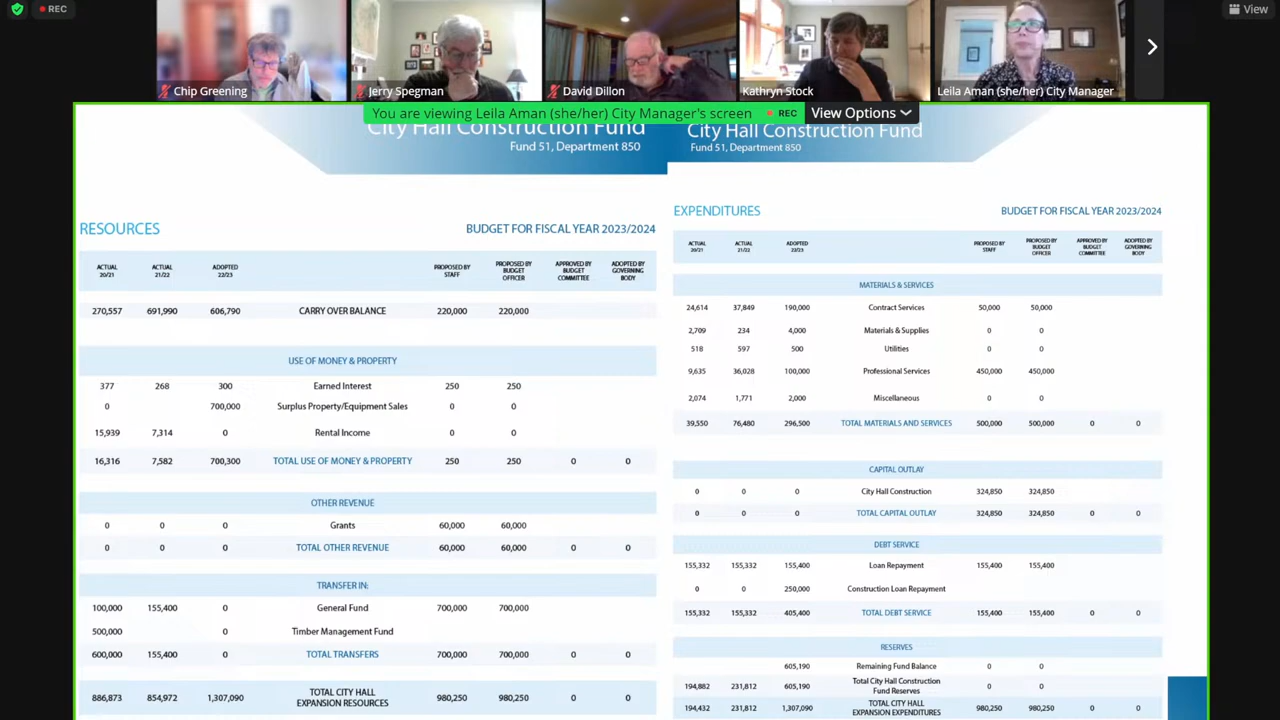 REC
View
Chip Greening
Jerry Spegman
David Dillon
Kathryn Stock
Leila Aman (she/her) City Manager
You are viewing Leila Aman (she/her) City Manager's screen
REC
View Options
City Hall Construction Fund
Fund 51, Department 850
RESOURCES
BUDGET FOR FISCAL YEAR 2023/2024
ACTUAL 20/21 ACTUAL 21/22 ADOPTED 22/23 PROPOSED BY STAFF PROPOSED BY BUDGET OFFICER APPROVED BY BUDGET COMMITTEE ADOPTED BY GOVERNING BODY
270,557 691,990 606,790 CARRY OVER BALANCE 220,000 220,000
USE OF MONEY & PROPERTY
377 268 300 Earned Interest 250 250
0 700,000 Surplus Property/Equipment Sales 0 0
15,939 7,314 0 Rental Income 0 0
16,316 7,582 700,300 TOTAL USE OF MONEY & PROPERTY 250 250 0 0
OTHER REVENUE
0 0 0 Grants 60,000 60,000
0 0 0 TOTAL OTHER REVENUE 60,000 60,000 0 0
TRANSFER IN:
100,000 155,400 0 General Fund 700,000 700,000
500,000 0 Timber Management Fund
600,000 155,400 0 TOTAL TRANSFERS 700,000 700,000 0 0
886,873 854,972 1,307,090 TOTAL CITY HALL EXPANSION RESOURCES 980,250 980,250 0 0
City Hall Construction Fund
Fund 51, Department 850
EXPENDITURES
BUDGET FOR FISCAL YEAR 2023/2024
ACTUAL 20/21 ACTUAL 21/22 ADOPTED 22/23 PROPOSED BY STAFF PROPOSED BY BUDGET OFFICER APPROVED BY BUDGET COMMITTEE ADOPTED BY GOVERNING BODY
MATERIALS & SERVICES
24,614 37,849 190,000 Contract Services 50,000 50,000
2,709 234 4,000 Materials & Supplies 0 0
518 597 500 Utilities 0 0
9,635 36,028 100,000 Professional Services 450,000 450,000
2,074 1,771 2,000 Miscellaneous 0 0
39,550 76,480 296,500 TOTAL MATERIALS AND SERVICES 500,000 500,000 0 0
CAPITAL OUTLAY
0 0 0 City Hall Construction 324,850 324,850
0 0 0 TOTAL CAPITAL OUTLAY 324,850 324,850 0 0
DEBT SERVICE
155,332 155,332 155,400 Loan Repayment 155,400 155,400
0 0 250,000 Construction Loan Repayment
155,332 155,332 405,400 TOTAL DEBT SERVICE 155,400 155,400 0 0
RESERVES
605,190 Remaining Fund Balance 0 0
194,882 231,812 605,190 Total City Hall Construction Fund Reserves 0 0
194,432 231,812 1,307,090 TOTAL CITY HALL EXPANSION EXPENDITURES 980,250 980,250 0 0